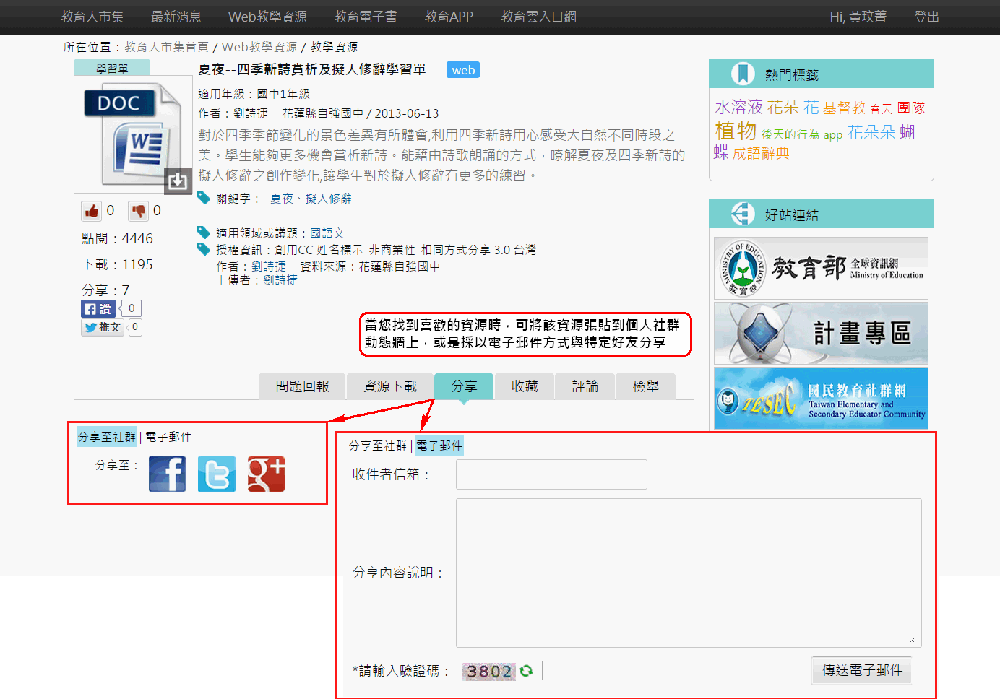 教育大市集 最新消息 Web教學資源 教育電子書 教育APP 教育雲入口網 Hi, 黃玟菁 登出
所在位置：教育大市集首頁 / Web教學資源 / 教學資源
學習單
DOC
W
夏夜--四季新詩賞析及擬人修辭學習單 web
適用年級：國中1年級
作者：劉詩捷 花蓮縣自強國中 / 2013-06-13
對於四季季節變化的景色差異有所體會,利用四季新詩用心感受大自然不同時段之
美。學生能夠更多機會賞析新詩。能藉由詩歌朗誦的方式，暸解夏夜及四季新詩的
擬人修辭之創作變化,讓學生對於擬人修辭有更多的練習。
關鍵字： 夏夜、擬人修辭
適用領域或議題：國語文
授權資訊：創用CC 姓名標示-非商業性-相同方式分享 3.0 台灣
作者：劉詩捷 資料來源：花蓮縣自強國中
上傳者：劉詩捷
0 0
點閱：4446
下載：1195
分享：7
讚 0
推文 0
熱門標籤
水溶液 花朵 花 基督教 春天 團隊
植物 後天的行為 app 花朵朵 蝴
蝶 成語辭典
好站連結
MINISTRY OF EDUCATION
教育部
教育部 全球資訊網
Ministry of Education
計畫專區
TESEC 國民教育社群網
Taiwan Elementary and
Secondary Educator Community
當您找到喜歡的資源時，可將該資源張貼到個人社群
動態牆上，或是採以電子郵件方式與特定好友分享
問題回報 資源下載 分享 收藏 評論 檢舉
分享至社群 | 電子郵件
分享至：
f t g+
分享至社群 | 電子郵件
收件者信箱：
分享內容說明：
*請輸入驗證碼： 3802 傳送電子郵件